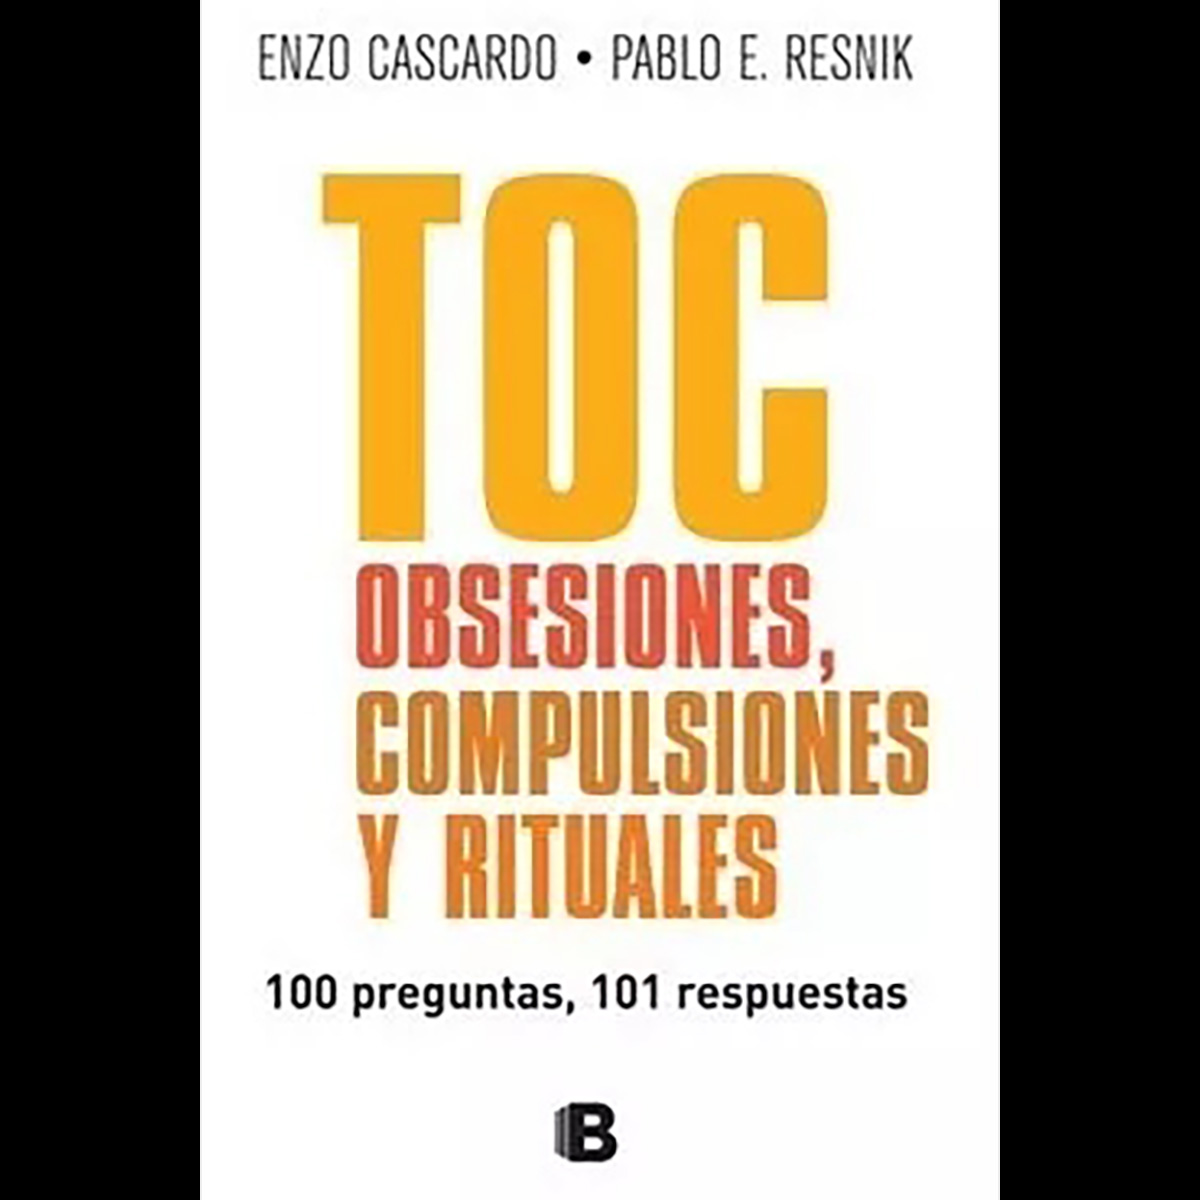 ENZO CASCARDO • PABLO E. RESNIK
TOC
OBSESIONES,
COMPULSIONES
Y RITUALES
100 preguntas, 101 respuestas
B